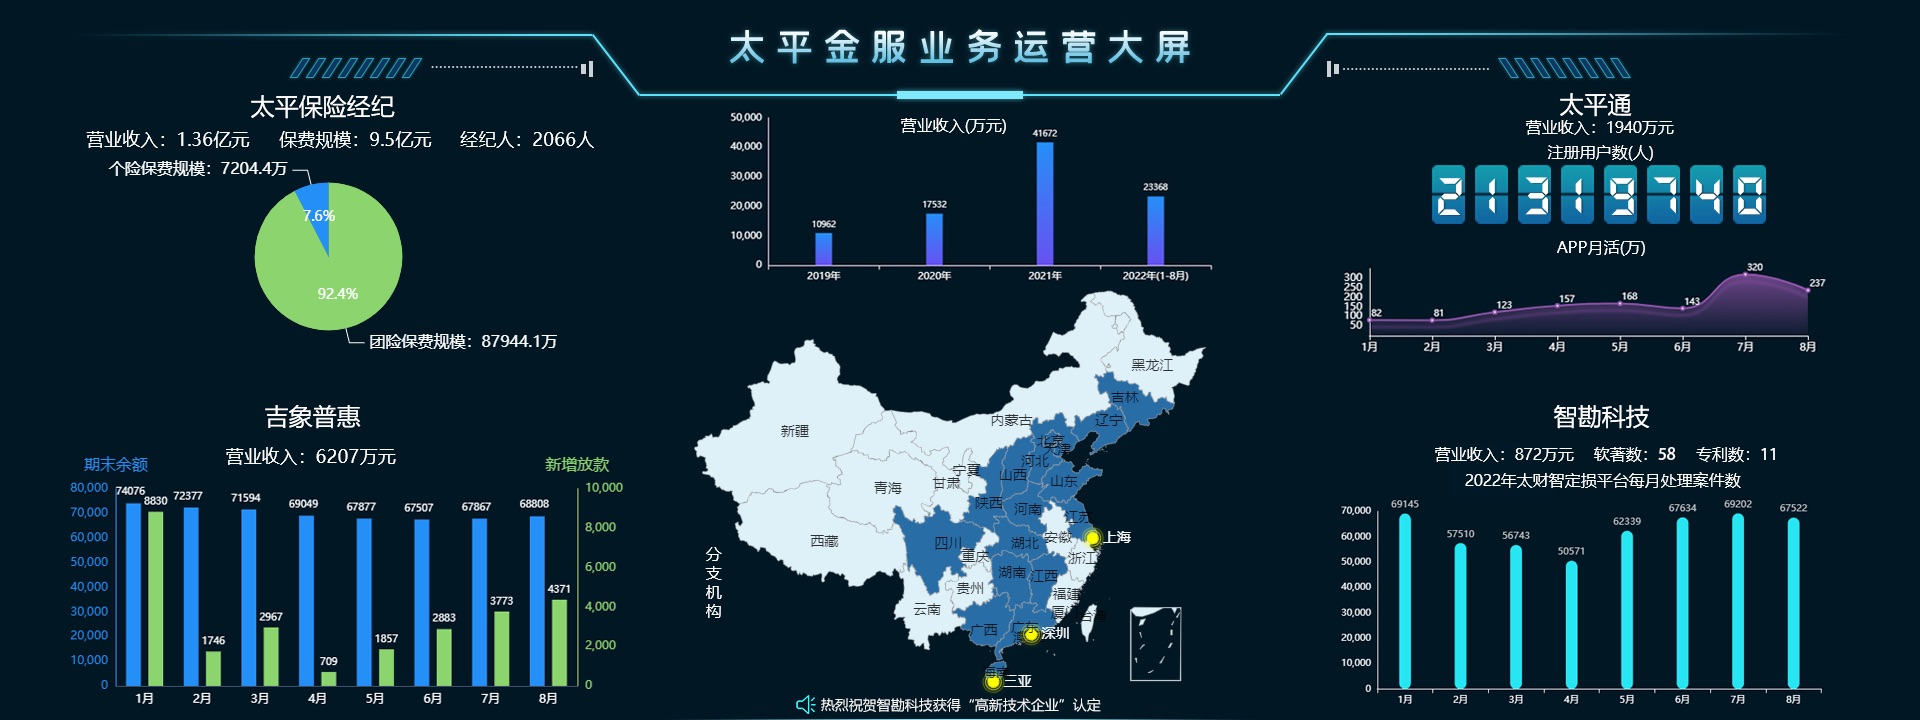 太平金服业务运营大屏
太平保险经纪
营业收入：1.36亿元 保费规模：9.5亿元 经纪人：2066人
个险保费规模：7204.4万
7.6%
92.4%
团险保费规模：87944.1万
吉象普惠
营业收入：6207万元
期末余额
新增放款
80,000
70,000
60,000
50,000
40,000
30,000
20,000
10,000
0
10,000
8,000
6,000
4,000
2,000
0
74076 72377 71594 69049 67877 67507 67867 68808
8830 1746 2967 709 1857 2883 3773 4371
1月 2月 3月 4月 5月 6月 7月 8月
营业收入(万元)
50,000
40,000
30,000
20,000
10,000
0
10962 17532 41672 23368
2019年 2020年 2021年 2022年(1-8月)
黑龙江
吉林
辽宁
内蒙古
新疆
北京
天津
河北
宁夏
山西
山东
青海
甘肃
陕西
河南
江苏
西藏
四川
湖北
安徽
上海
重庆
浙江
湖南
江西
贵州
福建
云南
广西
广东
深圳
三亚
分支机构
热烈祝贺智勘科技获得“高新技术企业”认定
太平通
营业收入：1940万元
注册用户数(人)
21319740
APP月活(万)
300
250
200
150
100
50
82 81 123 157 168 143 320 237
1月 2月 3月 4月 5月 6月 7月 8月
智勘科技
营业收入：872万元 软著数：58 专利数：11
2022年太财智定损平台每月处理案件数
70,000
60,000
50,000
40,000
30,000
20,000
10,000
0
69145 57510 56743 50571 62339 67634 69202 67522
1月 2月 3月 4月 5月 6月 7月 8月